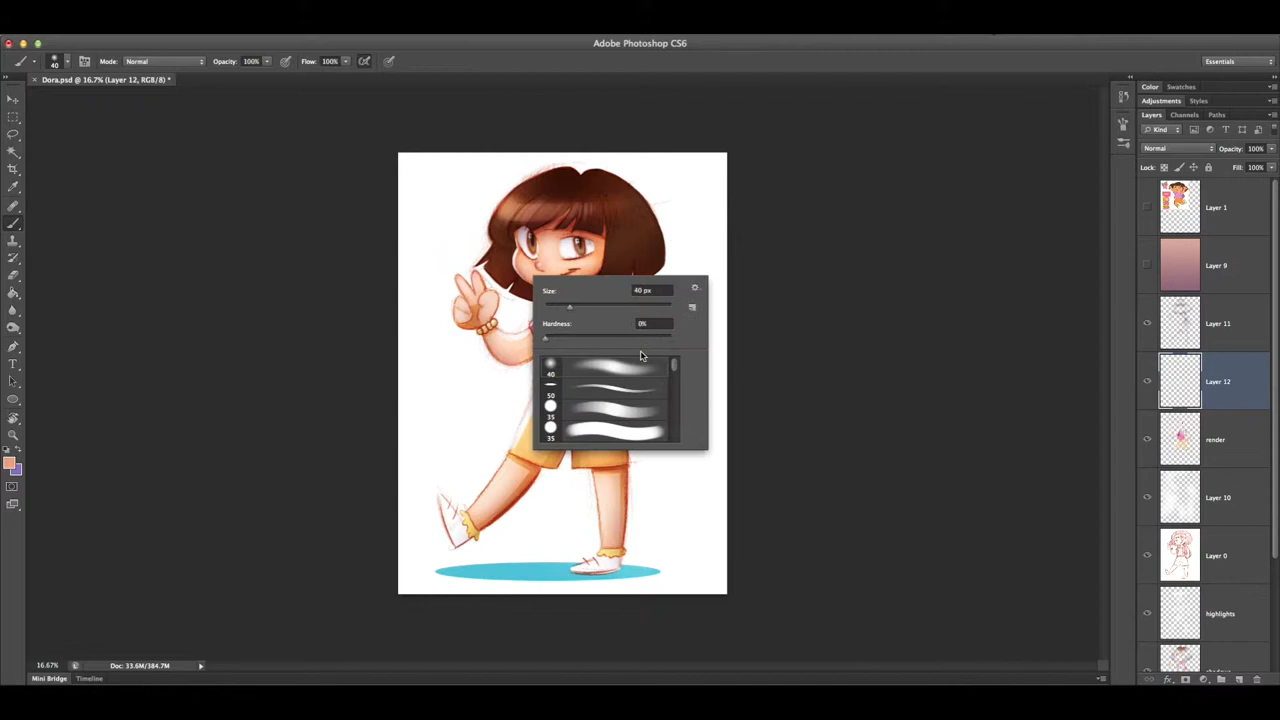 Adobe Photoshop CS6
40 Mode: Normal Opacity: 100% Flow: 100% Essentials
Dora.psd @ 16.7% (Layer 12, RGB/8) *
Color Swatches
Adjustments Styles
Layers Channels Paths
Kind
Normal Opacity: 100%
Lock: Fill: 100%
Layer 1
Layer 9
Layer 11
Layer 12
render
Layer 10
Layer 0
highlights
Size: 40 px
Hardness: 0%
40
50
35
35
16.67% Doc: 33.6M/384.7M
Mini Bridge Timeline